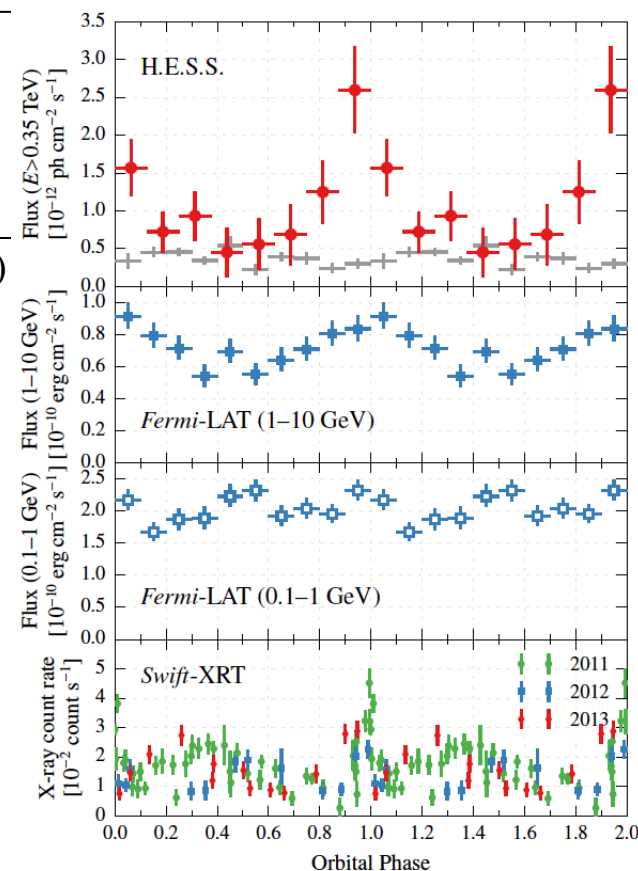 )
Flux (E>0.35 TeV)
[10⁻¹² ph cm⁻² s⁻¹]
3.5
3.0
2.5
2.0
1.5
1.0
0.5
0.0
H.E.S.S.
Flux (1–10 GeV)
[10⁻¹⁰ erg cm⁻² s⁻¹]
1.0
0.8
0.6
0.4
0.2
0.0
Fermi-LAT (1–10 GeV)
Flux (0.1–1 GeV)
[10⁻¹⁰ erg cm⁻² s⁻¹]
2.5
2.0
1.5
1.0
0.5
0.0
Fermi-LAT (0.1–1 GeV)
X-ray count rate
[10⁻² count s⁻¹]
5
4
3
2
1
0
Swift-XRT
2011
2012
2013
0.0 0.2 0.4 0.6 0.8 1.0 1.2 1.4 1.6 1.8 2.0
Orbital Phase